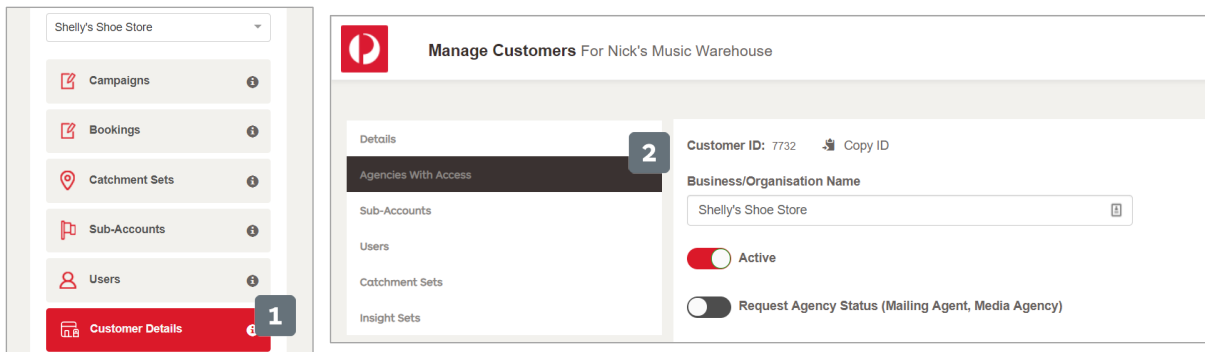 Shelly's Shoe Store
Campaigns
Bookings
Catchment Sets
Sub-Accounts
Users
Customer Details
1
Manage Customers For Nick's Music Warehouse
Details
Agencies With Access
Sub-Accounts
Users
Catchment Sets
Insight Sets
2
Customer ID: 7732 Copy ID
Business/Organisation Name
Shelly's Shoe Store
Active
Request Agency Status (Mailing Agent, Media Agency)